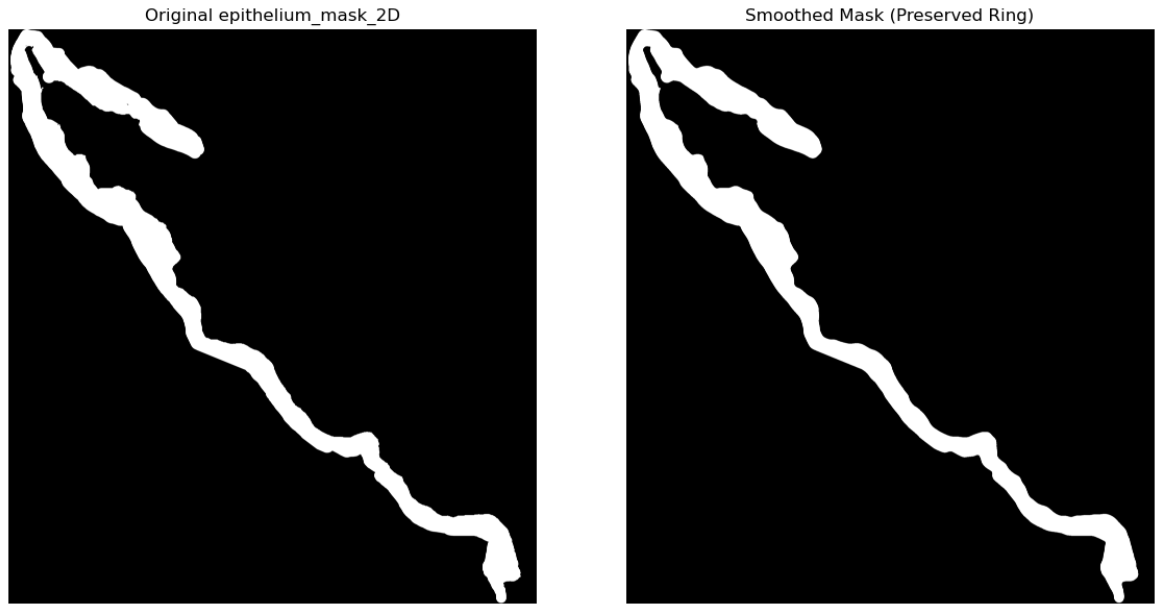 Original epithelium_mask_2D
Smoothed Mask (Preserved Ring)